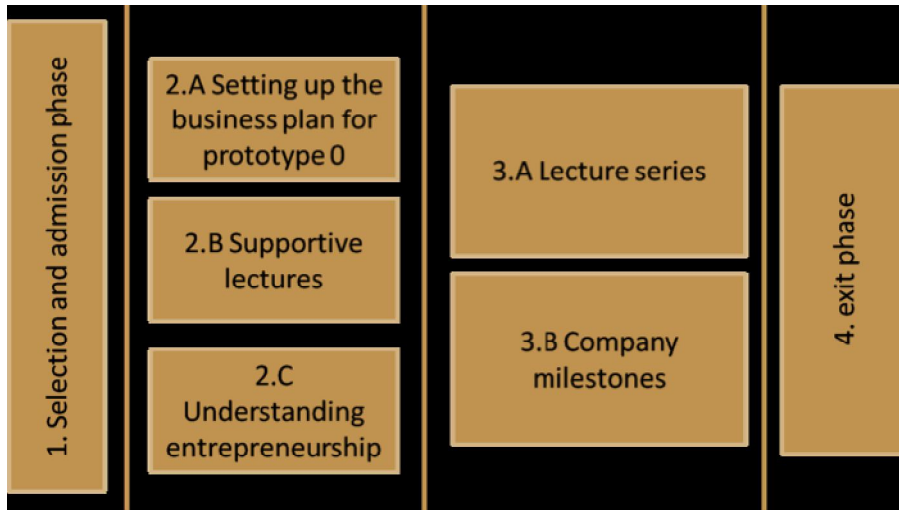 1. Selection and admission phase
2.A Setting up the
business plan for
prototype 0
2.B Supportive
lectures
2.C
Understanding
entrepreneurship
3.A Lecture series
3.B Company
milestones
4. exit phase